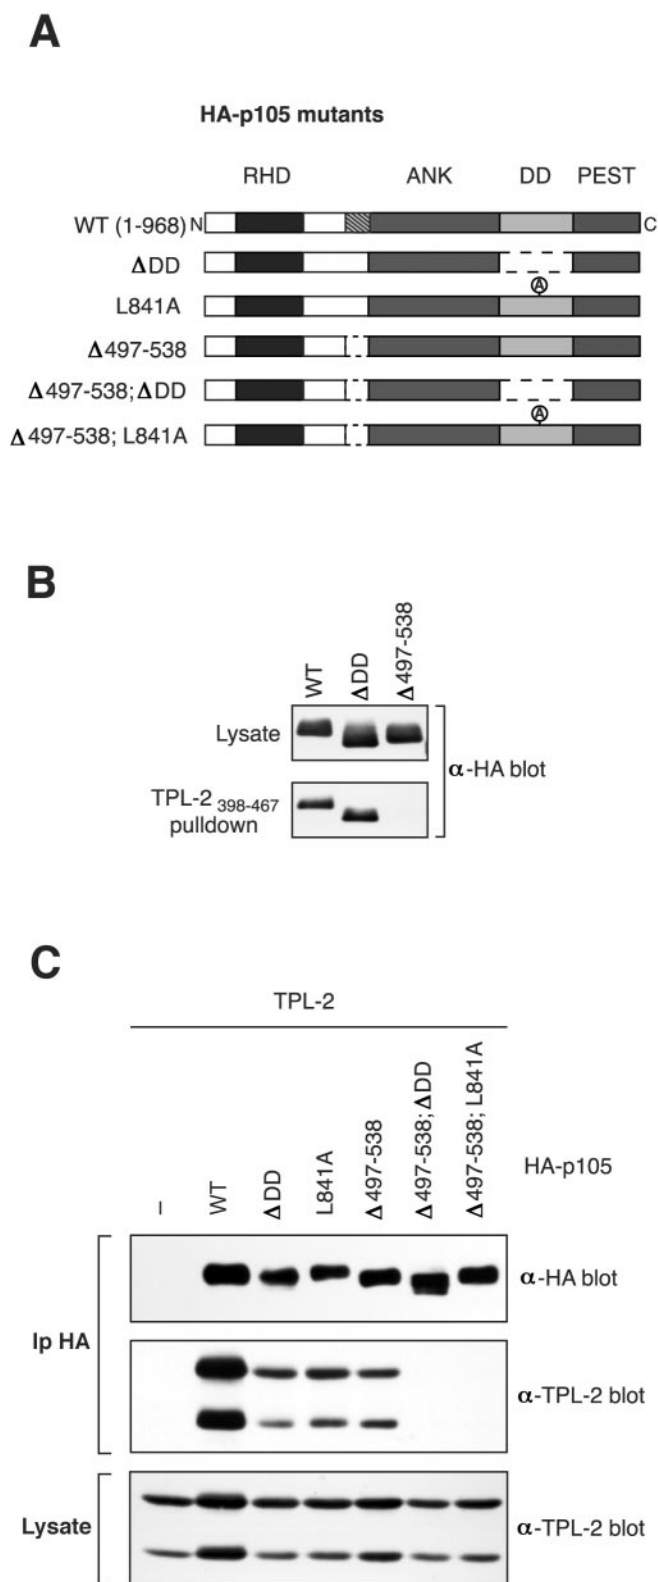 A
HA-p105 mutants
RHD ANK DD PEST
WT (1-968) N C
ΔDD
A
L841A
Δ497-538
Δ497-538; ΔDD
A
Δ497-538; L841A
B
WT ΔDD Δ497-538
Lysate
α-HA blot
TPL-2 398-467
pulldown
C
TPL-2
– WT ΔDD L841A Δ497-538 Δ497-538; ΔDD Δ497-538; L841A
HA-p105
α-HA blot
Ip HA
α-TPL-2 blot
Lysate
α-TPL-2 blot